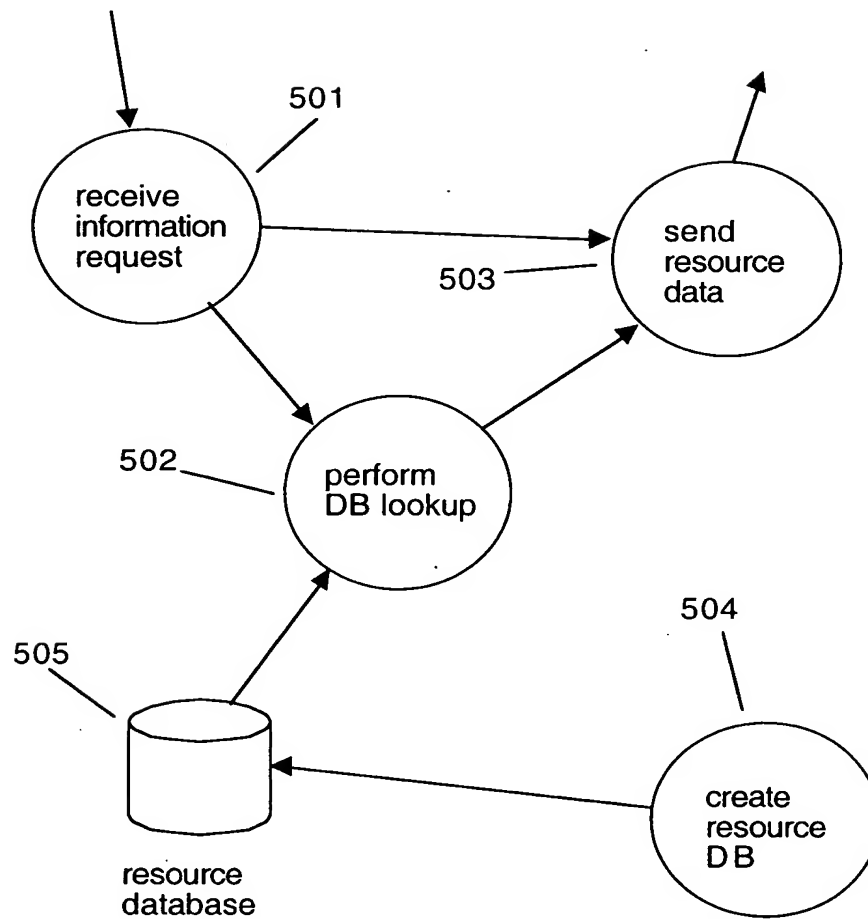 501
receive
information
request
send
resource
data
503
502
perform
DB lookup
504
505
create
resource
DB
resource
database